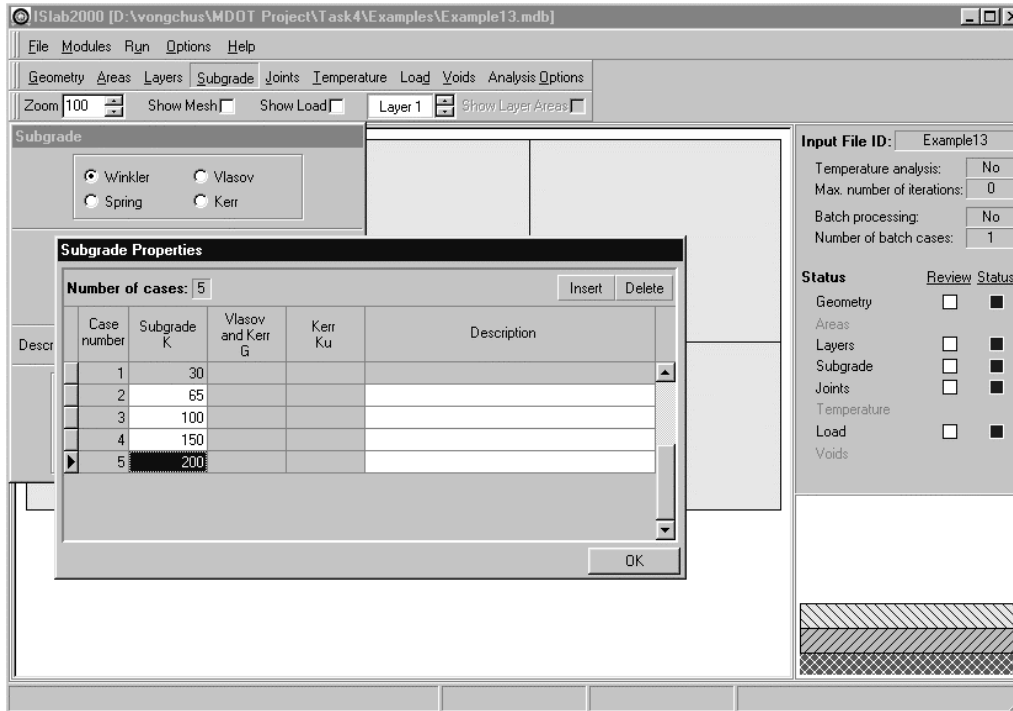 ISlab2000 [D:\vongchus\MDOT Project\Task4\Examples\Example13.mdb]
File Modules Run Options Help
Geometry Areas Layers Subgrade Joints Temperature Load Voids Analysis Options
Zoom 100 Show Mesh Show Load Layer 1 Show Layer Areas
Subgrade
Winkler Vlasov
Spring Kerr
Descr
Subgrade Properties
Number of cases: 5 Insert Delete
Case number Subgrade K Vlasov and Kerr G Kerr Ku Description
1 30
2 65
3 100
4 150
5 200
OK
Input File ID: Example13
Temperature analysis: No
Max. number of iterations: 0
Batch processing: No
Number of batch cases: 1
Status Review Status
Geometry
Areas
Layers
Subgrade
Joints
Temperature
Load
Voids